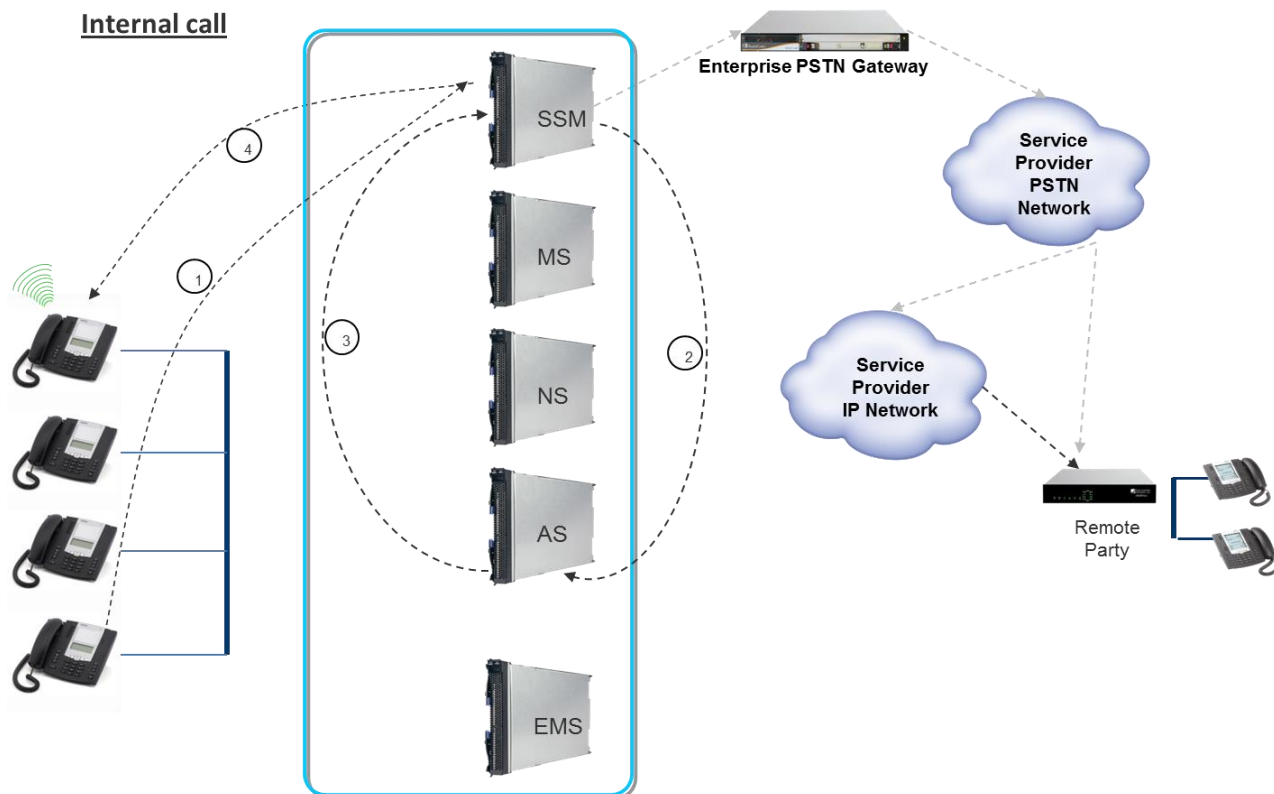 Internal call
SSM
Enterprise PSTN Gateway
4
Service
Provider
PSTN
Network
MS
1
3
2
NS
Service
Provider
IP Network
AS
Remote
Party
EMS